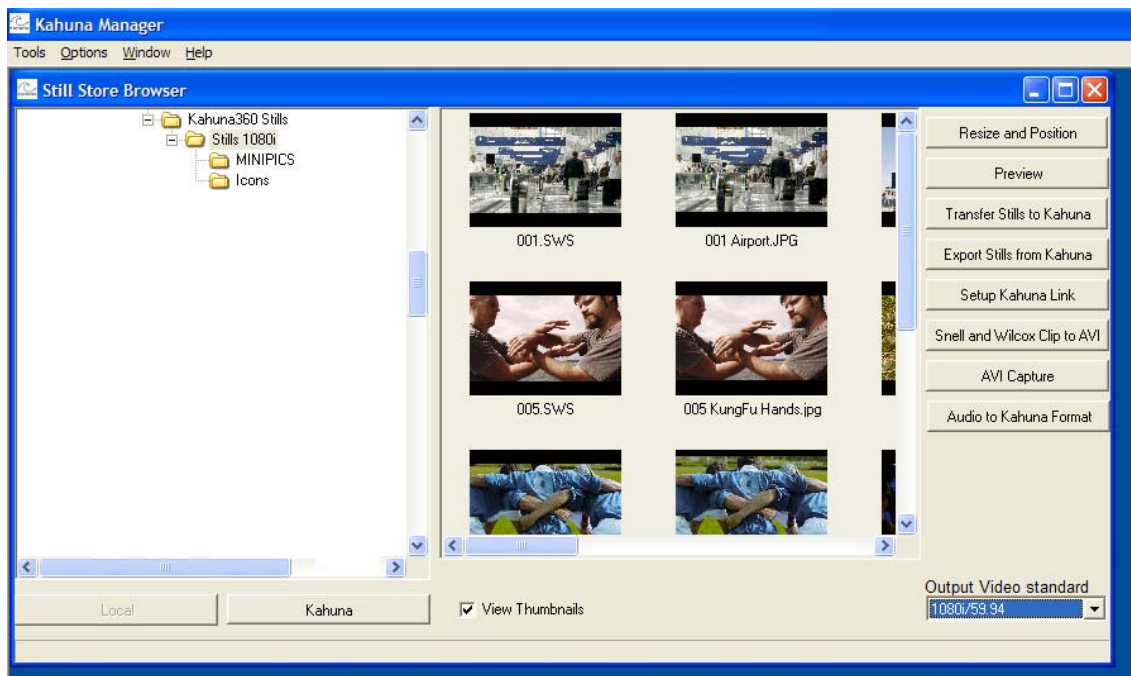 Kahuna Manager
Tools Options Window Help
Still Store Browser
Kahuna360 Stills
Stills 1080i
MINIPICS
Icons
001.SWS
001 Airport.JPG
005.SWS
005 KungFu Hands.jpg
Resize and Position
Preview
Transfer Stills to Kahuna
Export Stills from Kahuna
Setup Kahuna Link
Snell and Wilcox Clip to AVI
AVI Capture
Audio to Kahuna Format
Local
Kahuna
View Thumbnails
Output Video standard
1080i/59.94